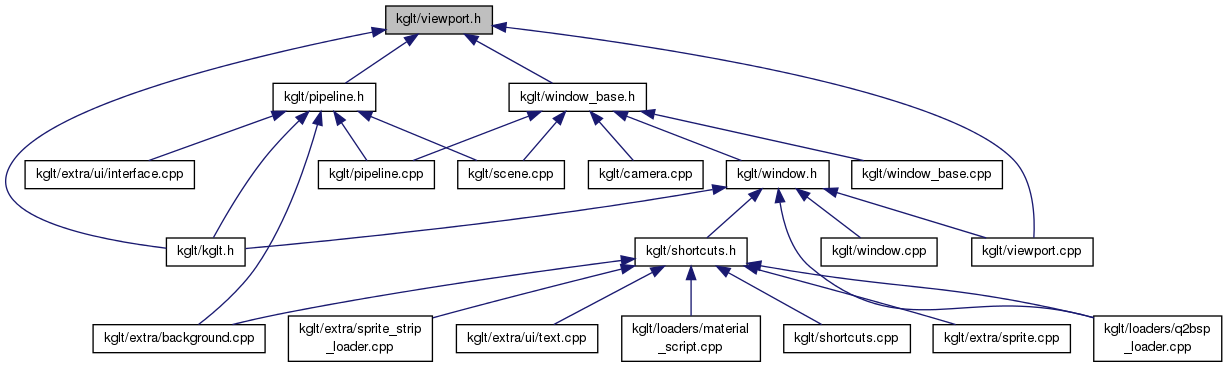 kglt/viewport.h
kglt/pipeline.h
kglt/window_base.h
kglt/extra/ui/interface.cpp
kglt/pipeline.cpp
kglt/scene.cpp
kglt/camera.cpp
kglt/window.h
kglt/window_base.cpp
kglt/kglt.h
kglt/shortcuts.h
kglt/window.cpp
kglt/viewport.cpp
kglt/extra/background.cpp
kglt/extra/sprite_strip
_loader.cpp
kglt/extra/ui/text.cpp
kglt/loaders/material
_script.cpp
kglt/shortcuts.cpp
kglt/extra/sprite.cpp
kglt/loaders/q2bsp
_loader.cpp